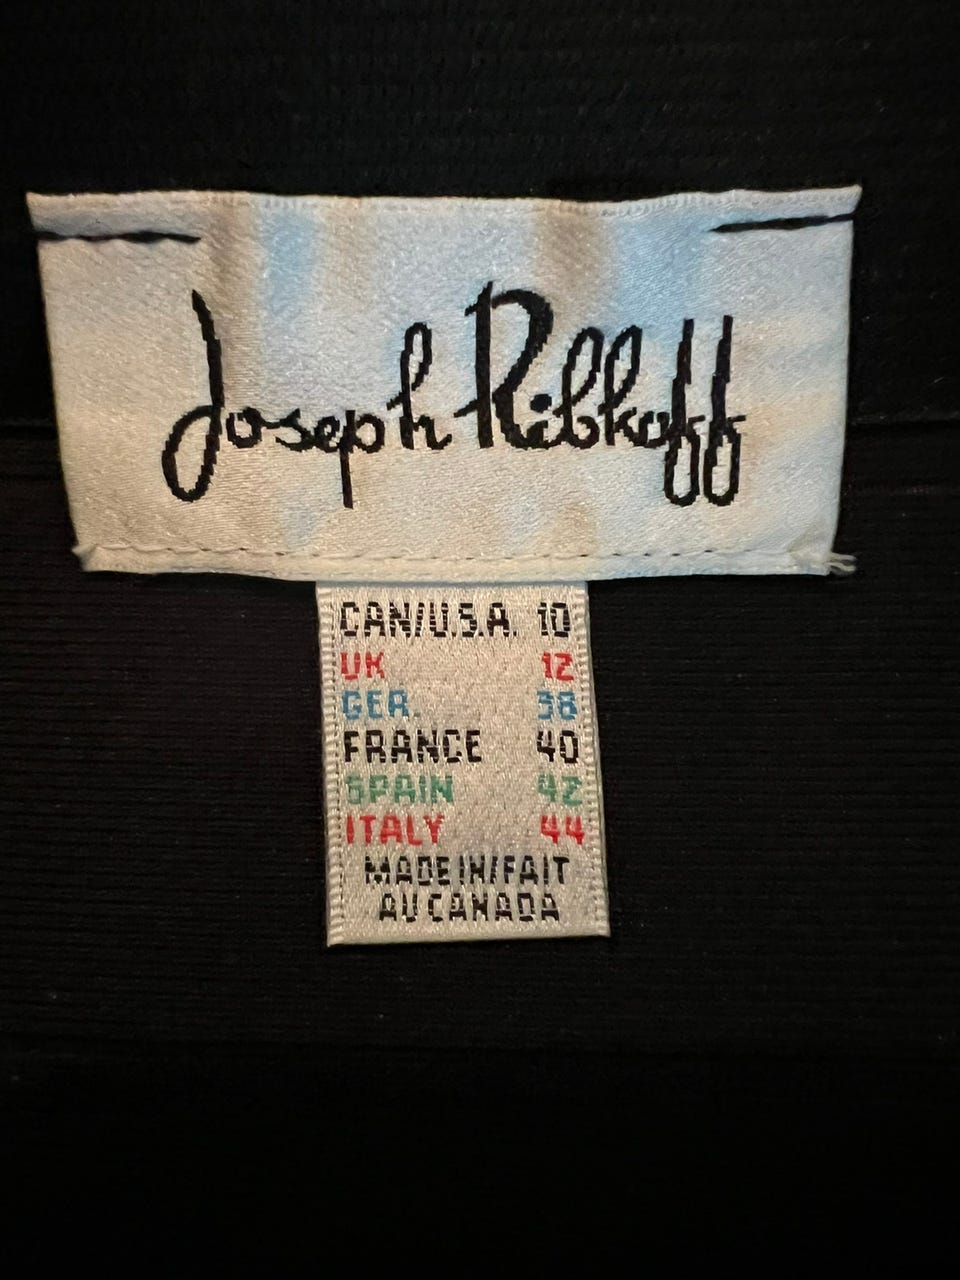 Joseph Ribkoff
CAN/U.S.A. 10
UK 12
GER. 38
FRANCE 40
SPAIN 42
ITALY 44
MADE IN/FAIT
AU CANADA